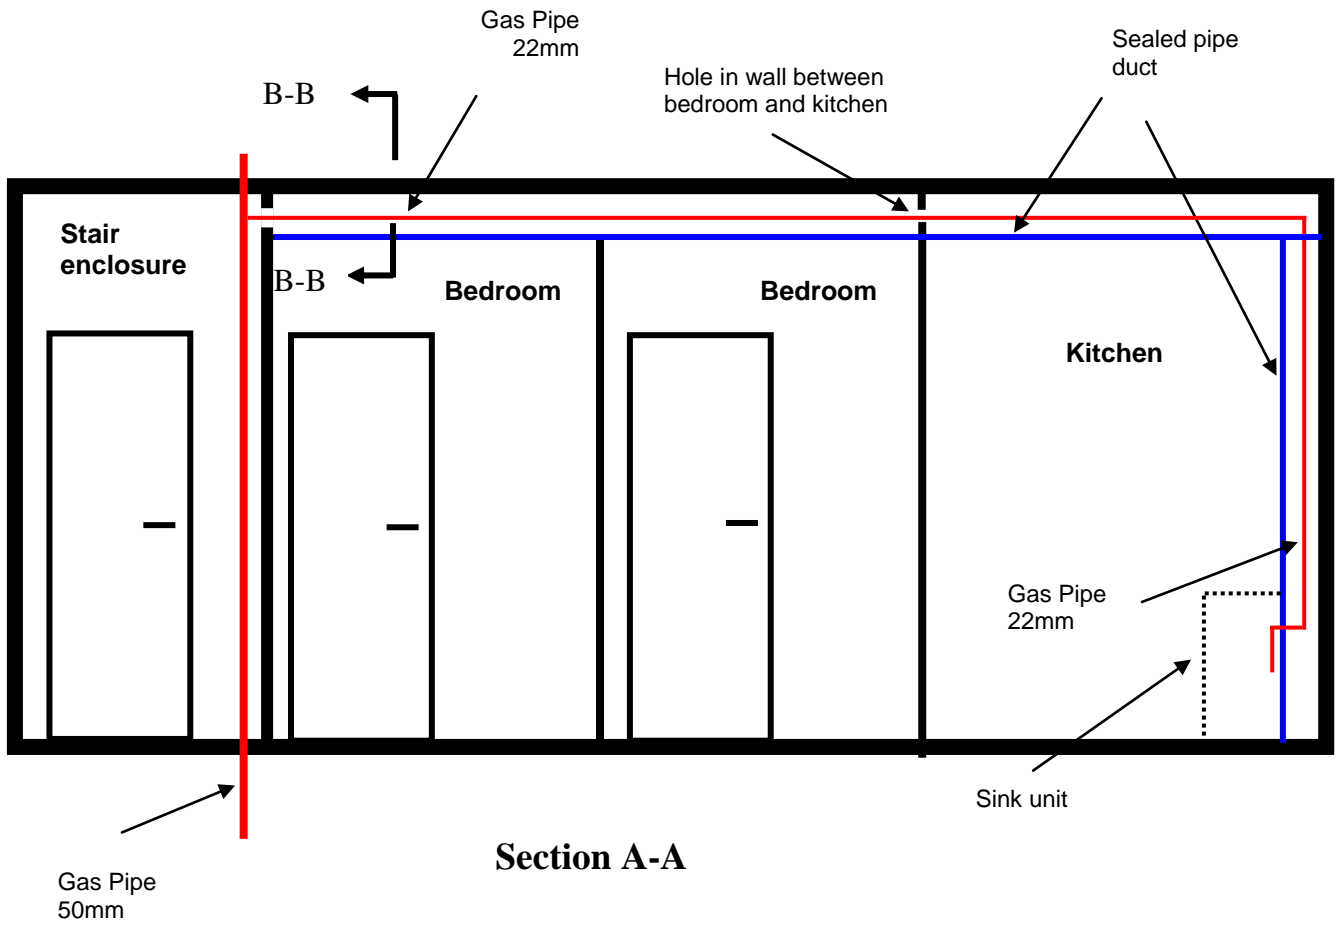 Gas Pipe
22mm
Sealed pipe
duct
Hole in wall between
bedroom and kitchen
B-B
Stair
enclosure
B-B
Bedroom
Bedroom
Kitchen
Gas Pipe
22mm
Sink unit
Section A-A
Gas Pipe
50mm